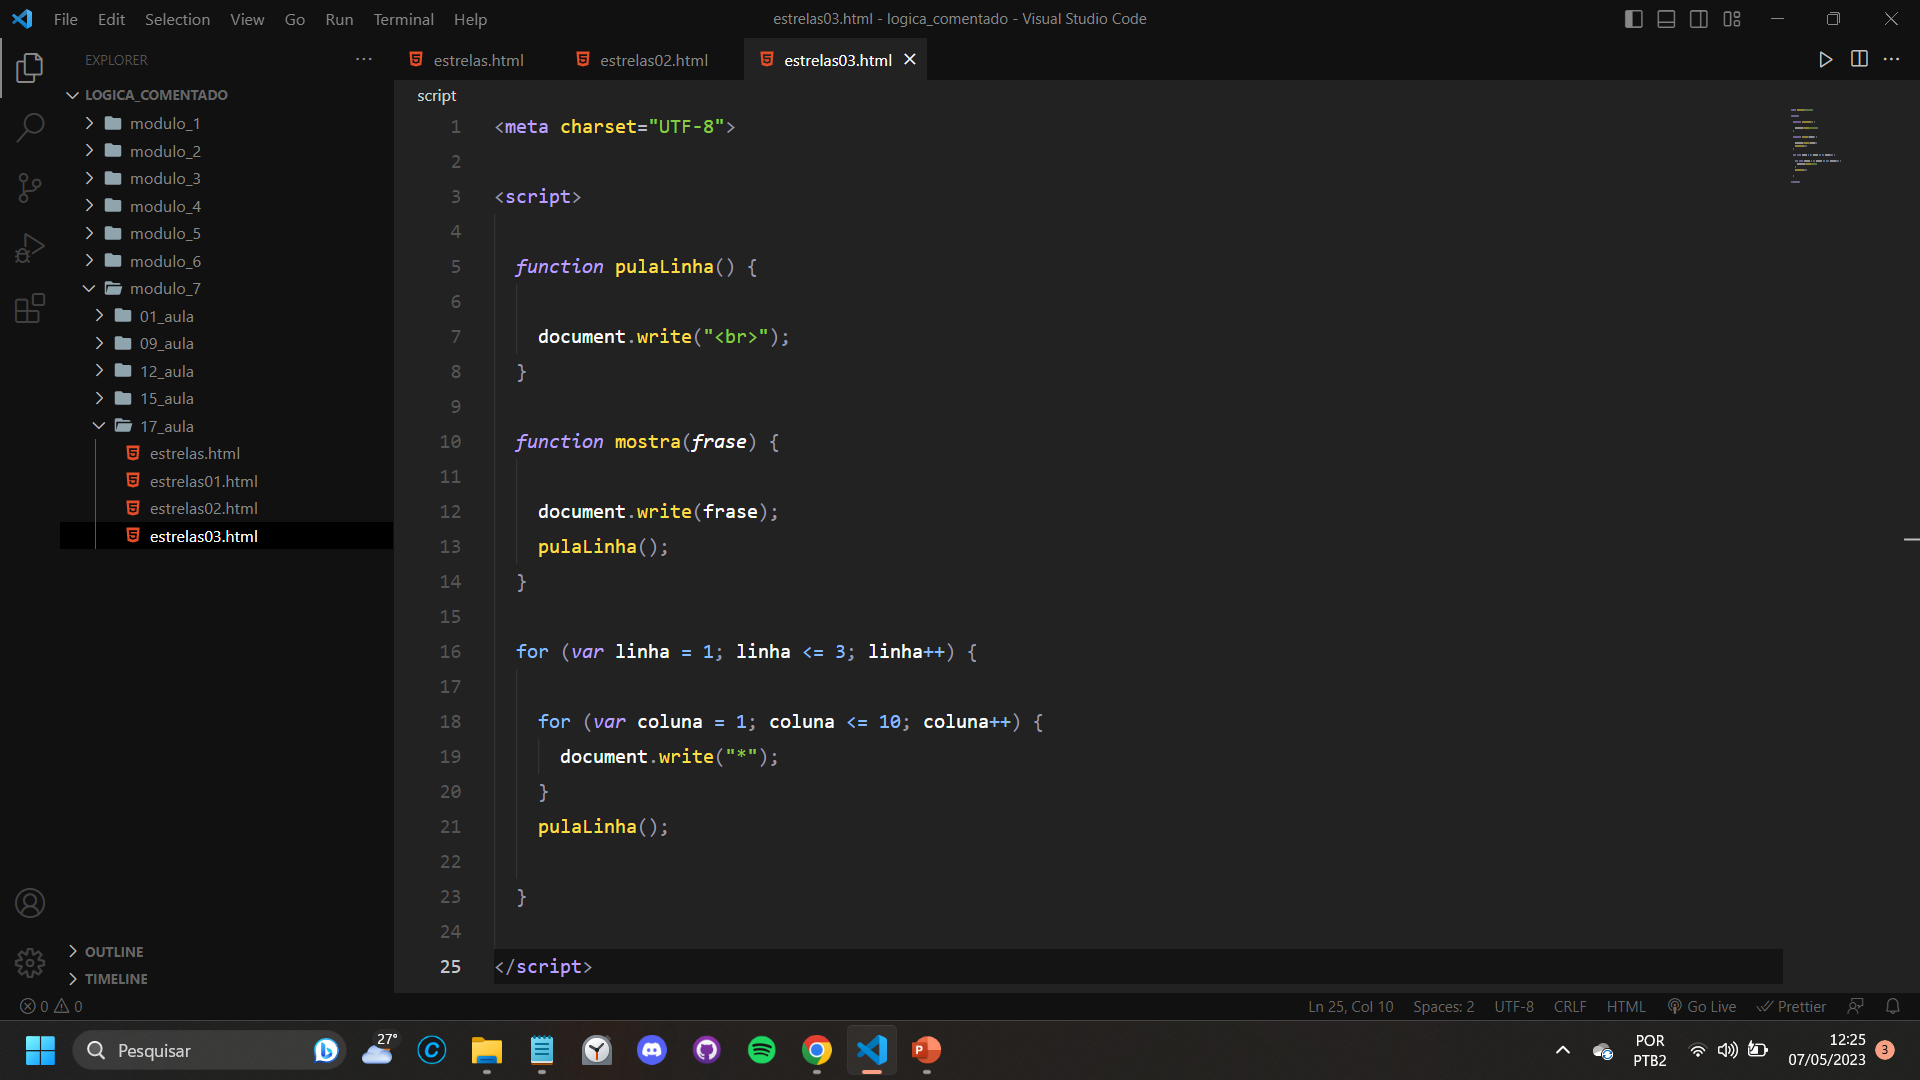 File Edit Selection View Go Run Terminal Help
estrelas03.html - logica_comentado - Visual Studio Code
EXPLORER
LOGICA_COMENTADO
modulo_1
modulo_2
modulo_3
modulo_4
modulo_5
modulo_6
modulo_7
01_aula
09_aula
12_aula
15_aula
17_aula
estrelas.html
estrelas01.html
estrelas02.html
estrelas03.html
OUTLINE
TIMELINE
estrelas.html estrelas02.html estrelas03.html
script
1 <meta charset="UTF-8">
2
3 <script>
4
5 function pulaLinha() {
6
7 document.write("<br>");
8 }
9
10 function mostra(frase) {
11
12 document.write(frase);
13 pulaLinha();
14 }
15
16 for (var linha = 1; linha <= 3; linha++) {
17
18 for (var coluna = 1; coluna <= 10; coluna++) {
19 document.write("*");
20 }
21 pulaLinha();
22
23 }
24
25 </script>
0 0
Ln 25, Col 10 Spaces: 2 UTF-8 CRLF HTML Go Live Prettier
Pesquisar
27°
POR
PTB2
12:25
07/05/2023
3